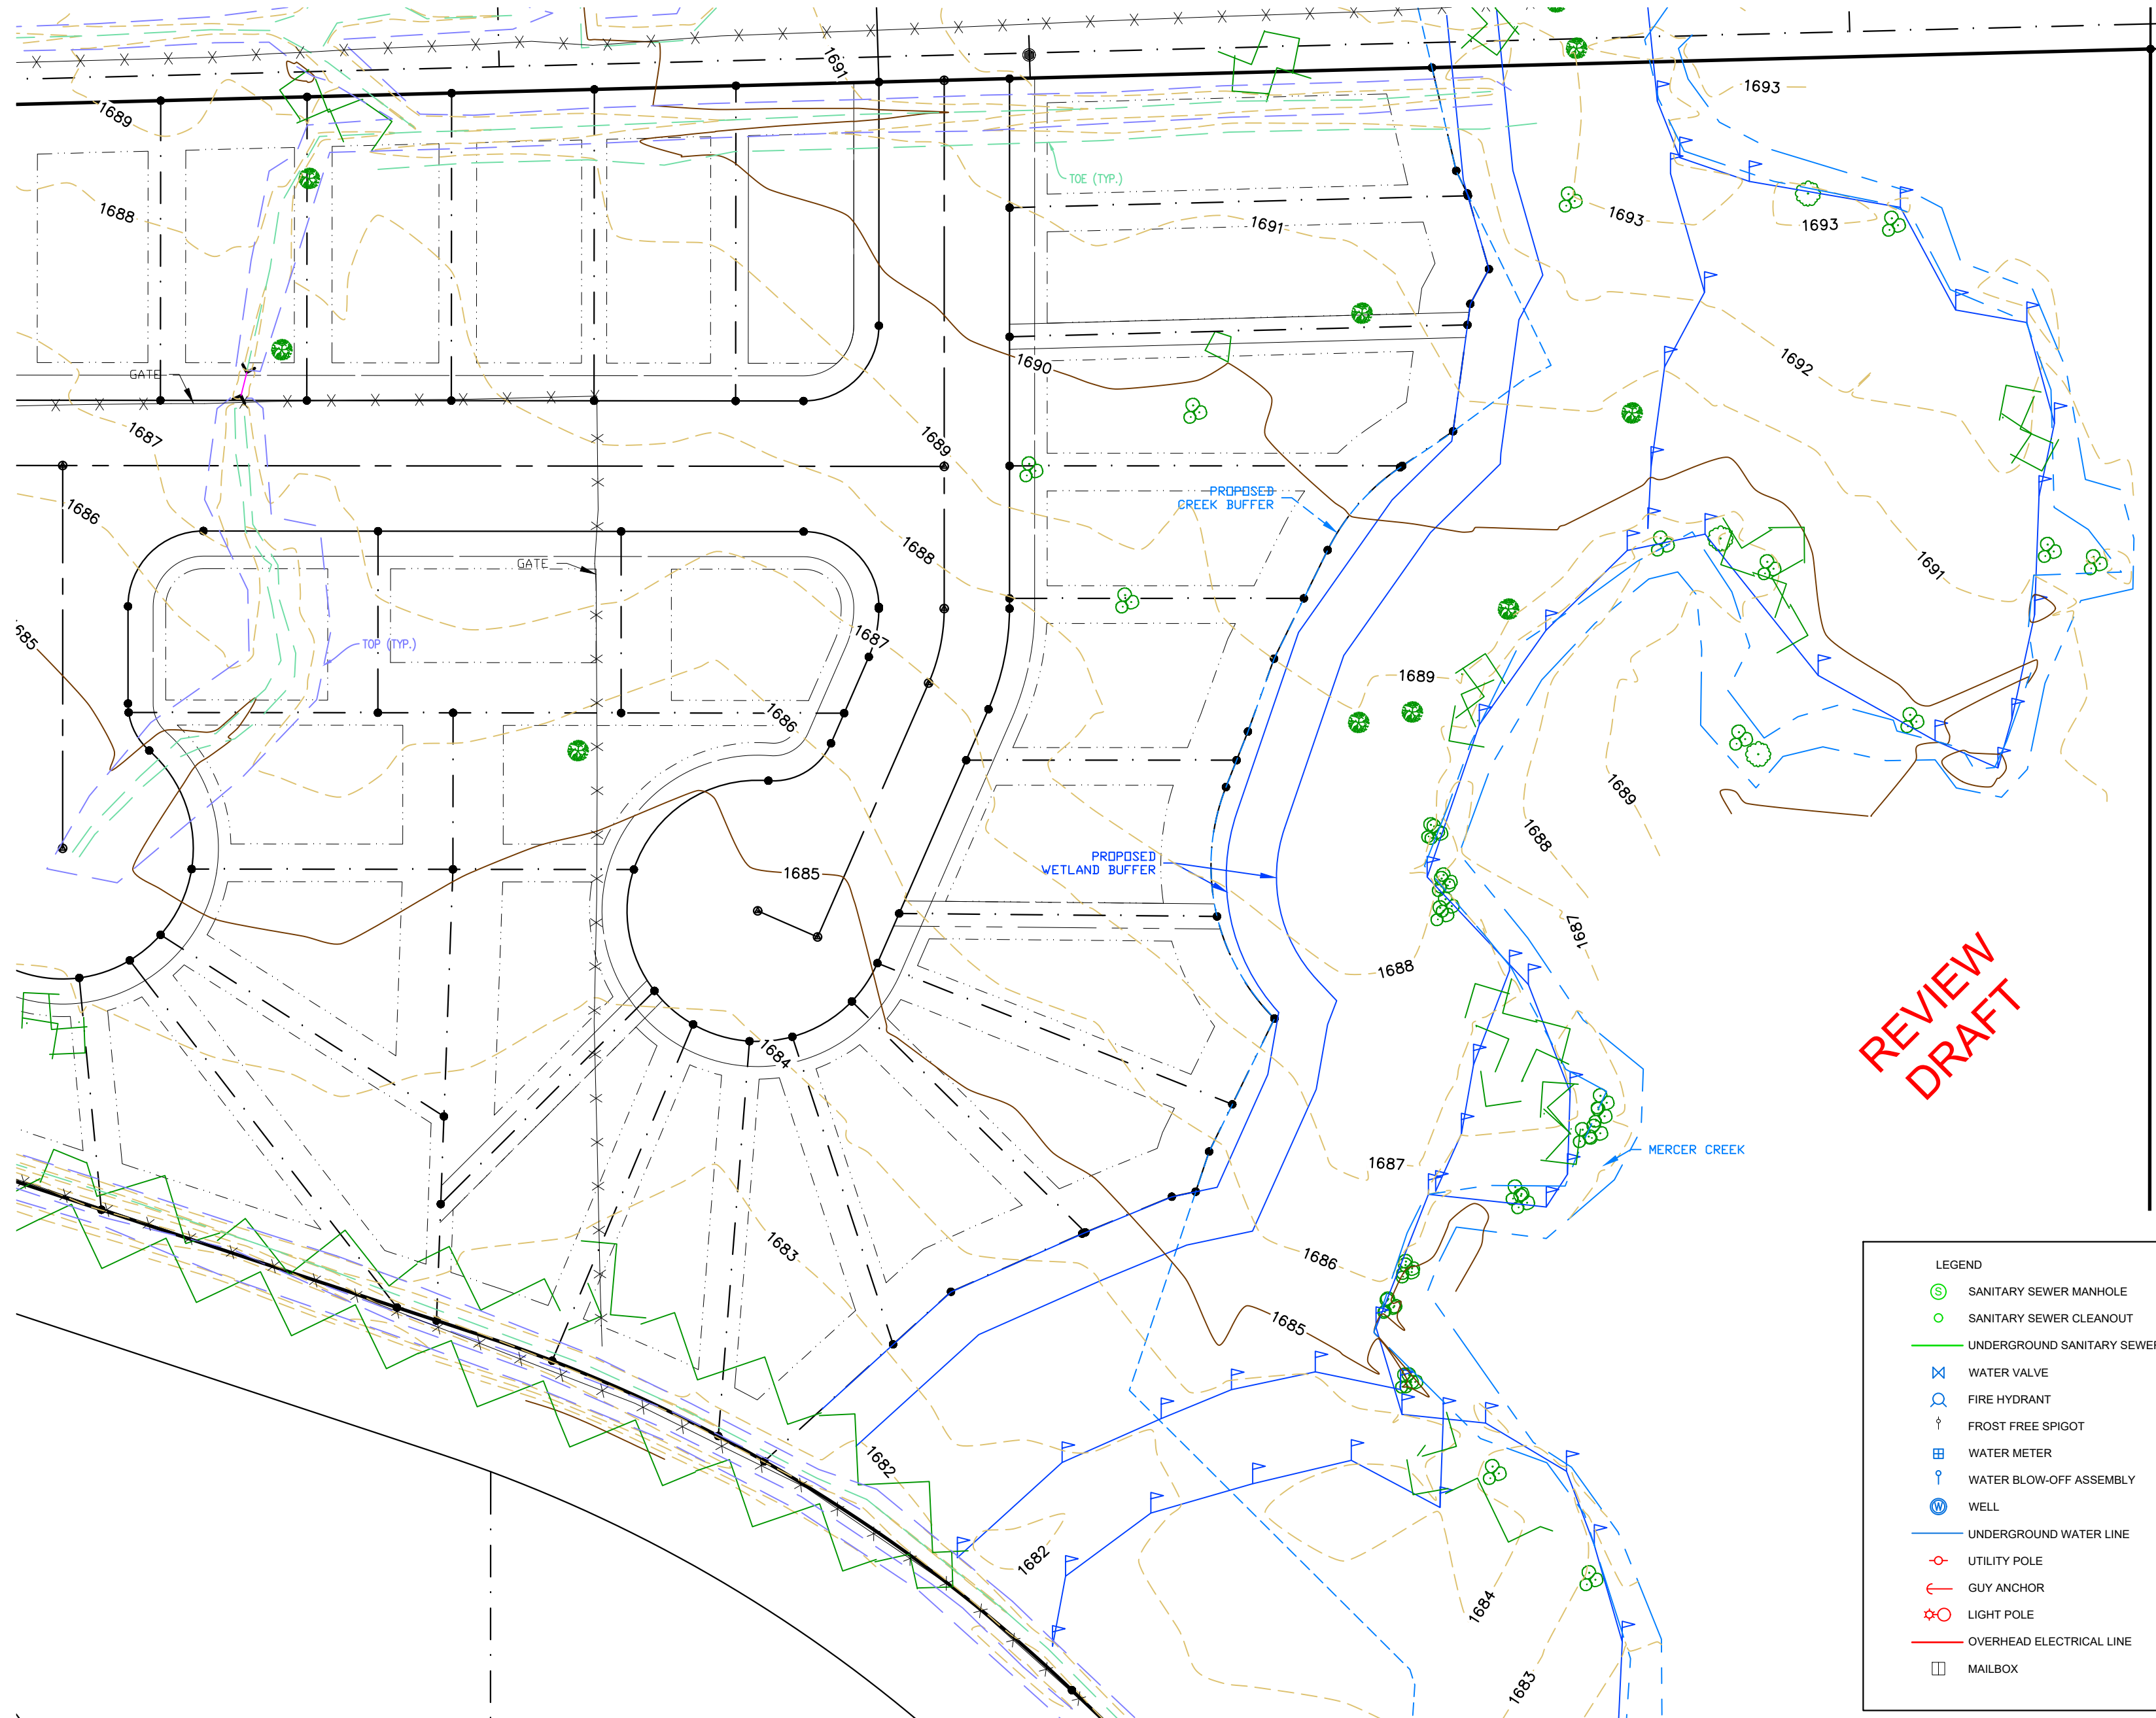 1691
1693
1689
TOE (TYP.)
1688
1691
1693
1693
1690
1692
GATE
1687
1689
PROPOSED
CREEK BUFFER
1686
1688
GATE
1691
685
1687
TOP (TYP.)
1689
1686
1689
1688
PROPOSED
WETLAND BUFFER
1685
1687
1688
REVIEW
DRAFT
1684
MERCER CREEK
1687
1683
1686
1685
1682
1682
1684
1683
LEGEND
S SANITARY SEWER MANHOLE
SANITARY SEWER CLEANOUT
UNDERGROUND SANITARY SEWER
WATER VALVE
FIRE HYDRANT
FROST FREE SPIGOT
WATER METER
WATER BLOW-OFF ASSEMBLY
W WELL
UNDERGROUND WATER LINE
UTILITY POLE
GUY ANCHOR
LIGHT POLE
OVERHEAD ELECTRICAL LINE
MAILBOX